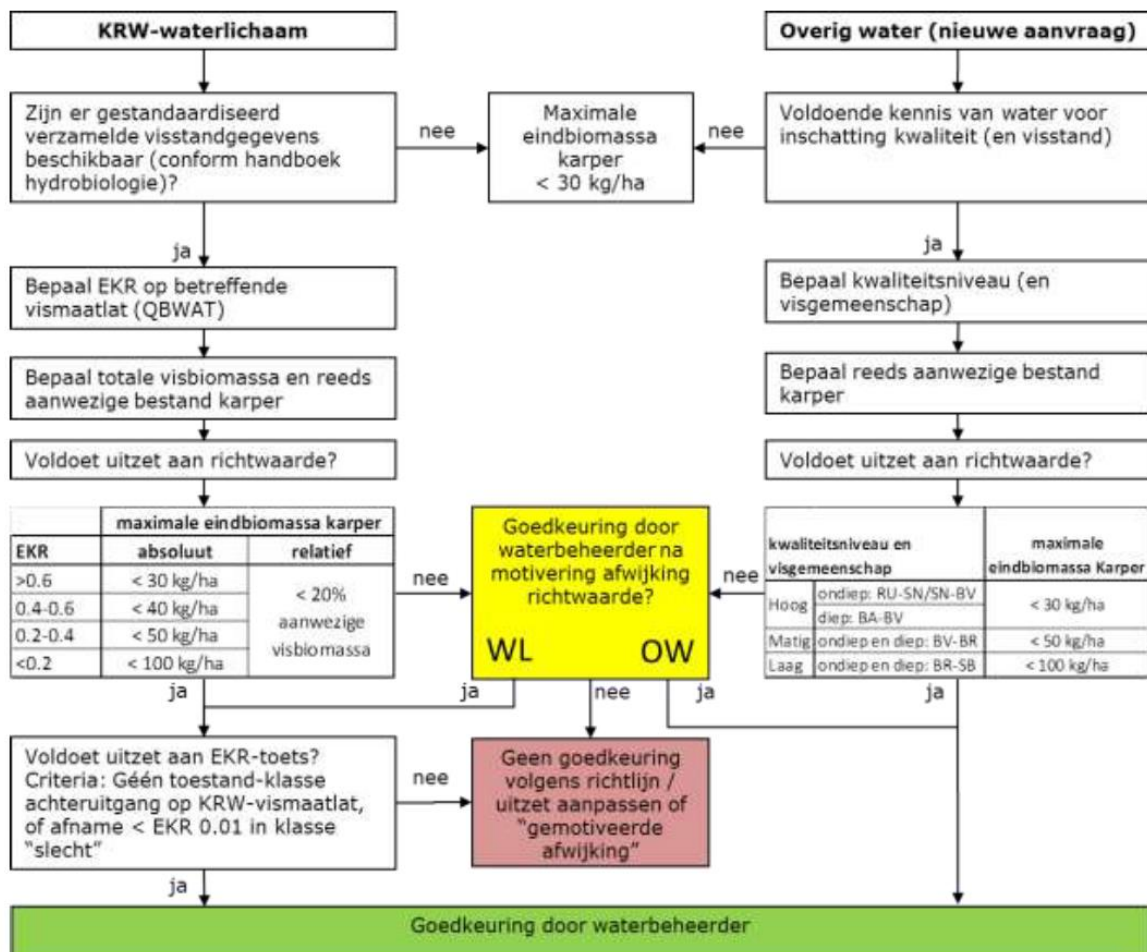 KRW-waterlichaam
Zijn er gestandaardiseerd
verzamelde visstandgegevens
beschikbaar (conform handboek
hydrobiologie)?
nee
ja
Bepaal EKR op betreffende
vismaatlat (QBWAT)
Bepaal totale visbiomassa en reeds
aanwezige bestand karper
Voldoet uitzet aan richtwaarde?
maximale eindbiomassa karper
EKR absoluut relatief
>0.6 < 30 kg/ha
0.4-0.6 < 40 kg/ha
0.2-0.4 < 50 kg/ha
<0.2 < 100 kg/ha
< 20%
aanwezige
visbiomassa
nee
ja
Voldoet uitzet aan EKR-toets?
Criteria: Géén toestand-klasse
achteruitgang op KRW-vismaatlat,
of afname < EKR 0.01 in klasse
"slecht"
nee
ja
Maximale
eindbiomassa
karper
< 30 kg/ha
Goedkeuring door
waterbeheerder na
motivering afwijking
richtwaarde?
WL OW
ja nee ja
Geen goedkeuring
volgens richtlijn /
uitzet aanpassen of
"gemotiveerde
afwijking"
Overig water (nieuwe aanvraag)
Voldoende kennis van water voor
inschatting kwaliteit (en visstand)
nee
ja
Bepaal kwaliteitsniveau (en
visgemeenschap)
Bepaal reeds aanwezige bestand
karper
Voldoet uitzet aan richtwaarde?
kwaliteitsniveau en
visgemeenschap
maximale
eindbiomassa Karper
Hoog ondiep: RU-SN/SN-BV
diep: BA-BV
< 30 kg/ha
Matig ondiep en diep: BV-BR < 50 kg/ha
Laag ondiep en diep: BR-SB < 100 kg/ha
nee
ja
Goedkeuring door waterbeheerder